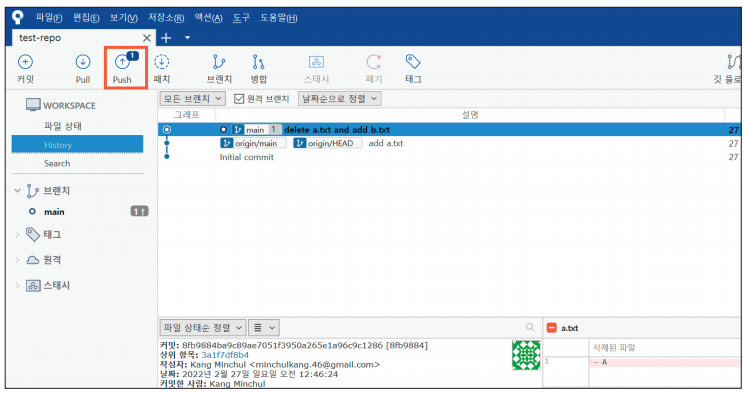 파일(F) 편집(E) 보기(V) 저장소(R) 액션(A) 도구 도움말(H)
test-repo
1
커밋 Pull Push 패치 브랜치 병합 스태시 폐기 태그 깃 플로
WORKSPACE
파일 상태
History
Search
브랜치
main 1
태그
원격
스태시
모든 브랜치 원격 브랜치 날짜순으로 정렬
그래프 설명
main 1 delete a.txt and add b.txt 27
origin/main origin/HEAD add a.txt 27
Initial commit 27
파일 상태순 정렬
커밋: 8fb9884ba9c89ae7051f3950a265e1a96c9c1286 [8fb9884]
상위 항목: 3a1f7df8b4
작성자: Kang Minchul <minchulkang.46@gmail.com>
날짜: 2022년 2월 27일 일요일 오전 12:46:24
커밋한 사람: Kang Minchul
a.txt
삭제된 파일
1 - A